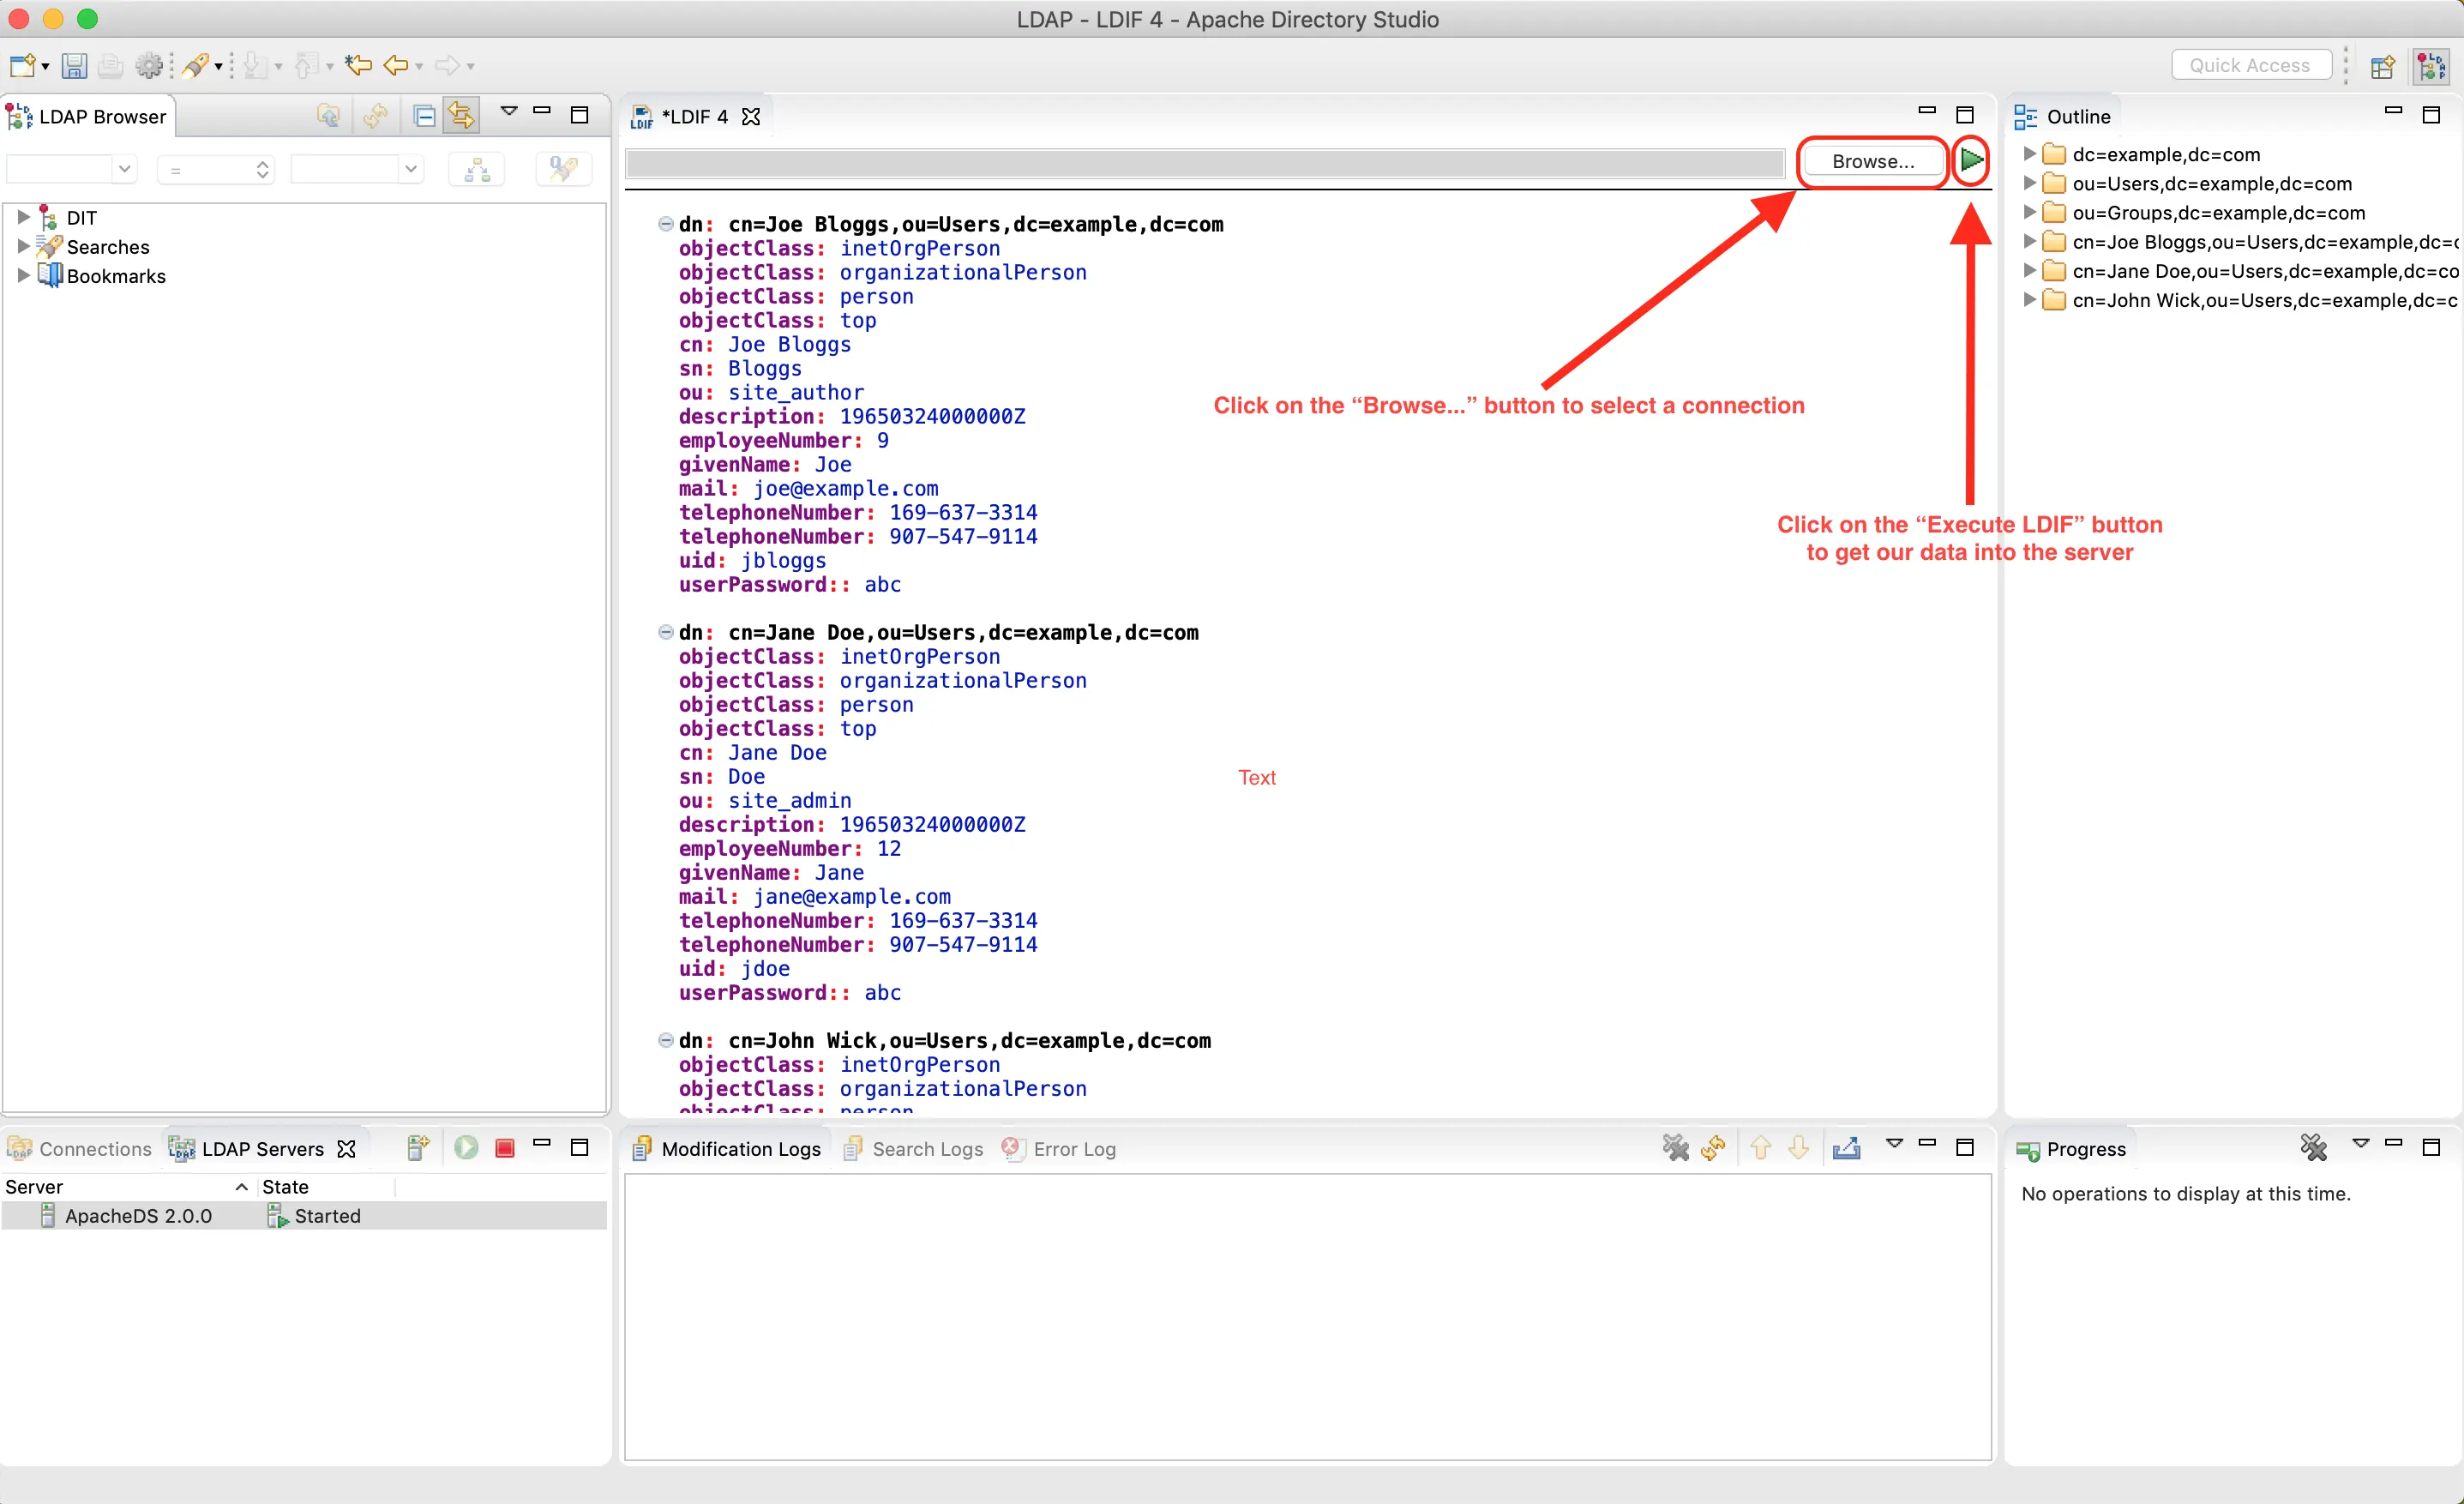 LDAP - LDIF 4 - Apache Directory Studio
Quick Access
LDAP Browser
=
DIT
Searches
Bookmarks
*LDIF 4
Browse...
dn: cn=Joe Bloggs,ou=Users,dc=example,dc=com
objectClass: inetOrgPerson
objectClass: organizationalPerson
objectClass: person
objectClass: top
cn: Joe Bloggs
sn: Bloggs
ou: site_author
description: 19650324000000Z
employeeNumber: 9
givenName: Joe
mail: joe@example.com
telephoneNumber: 169-637-3314
telephoneNumber: 907-547-9114
uid: jbloggs
userPassword:: abc
dn: cn=Jane Doe,ou=Users,dc=example,dc=com
objectClass: inetOrgPerson
objectClass: organizationalPerson
objectClass: person
objectClass: top
cn: Jane Doe
sn: Doe
ou: site_admin
description: 19650324000000Z
employeeNumber: 12
givenName: Jane
mail: jane@example.com
telephoneNumber: 169-637-3314
telephoneNumber: 907-547-9114
uid: jdoe
userPassword:: abc
dn: cn=John Wick,ou=Users,dc=example,dc=com
objectClass: inetOrgPerson
objectClass: organizationalPerson
objectClass: person
Click on the “Browse...” button to select a connection
Click on the “Execute LDIF” button
to get our data into the server
Text
Outline
dc=example,dc=com
ou=Users,dc=example,dc=com
ou=Groups,dc=example,dc=com
cn=Joe Bloggs,ou=Users,dc=example,dc=c
cn=Jane Doe,ou=Users,dc=example,dc=co
cn=John Wick,ou=Users,dc=example,dc=c
Connections
LDAP Servers
Server State
ApacheDS 2.0.0 Started
Modification Logs
Search Logs
Error Log
Progress
No operations to display at this time.